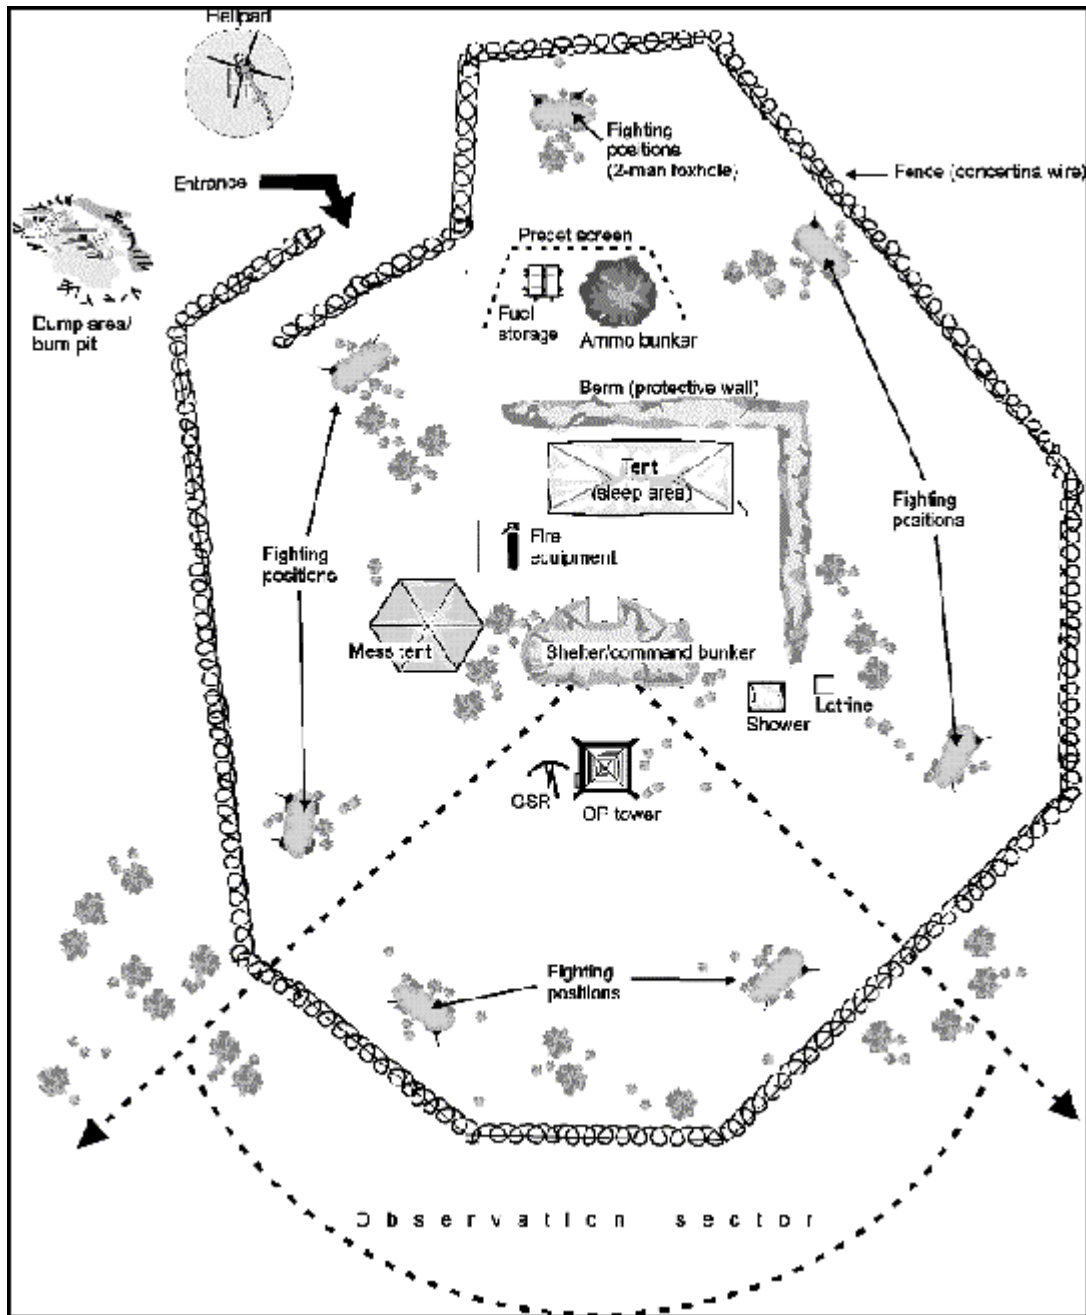 Helipad
Fighting
positions
(2-man foxhole)
Fence (concertina wire)
Entrance
Precet screen
Fuel
storage
Ammo bunker
Dump area/
burn pit
Berm (protective wall)
Tent
(sleep area)
Fighting
positions
Fire
equipment
Fighting
positions
Mess tent
Shelter/command bunker
Shower
Latrine
GSR
OP tower
Fighting
positions
Observation sector